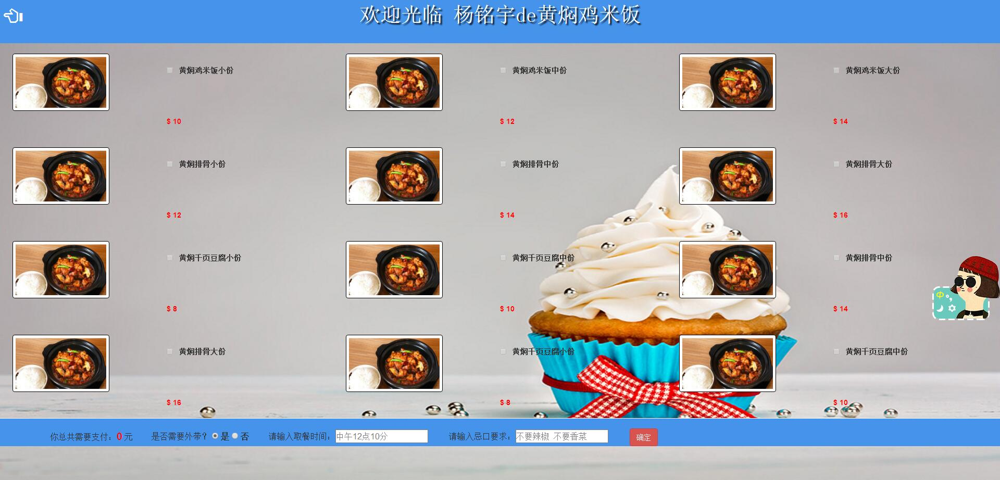 欢迎光临 杨铭宇de黄焖鸡米饭
黄焖鸡米饭小份
黄焖鸡米饭中份
黄焖鸡米饭大份
$ 10
$ 12
$ 14
黄焖排骨小份
黄焖排骨中份
黄焖排骨大份
$ 12
$ 14
$ 16
黄焖千页豆腐小份
黄焖千页豆腐中份
黄焖排骨中份
$ 8
$ 10
$ 14
中
黄焖排骨大份
黄焖千页豆腐小份
黄焖千页豆腐中份
$ 16
$ 8
$ 10
你总共需要支付：0 元 是否需要外带？ 是 否 请输入取餐时间： 中午12点10分 请输入忌口要求： 不要辣椒 不要香菜 确定